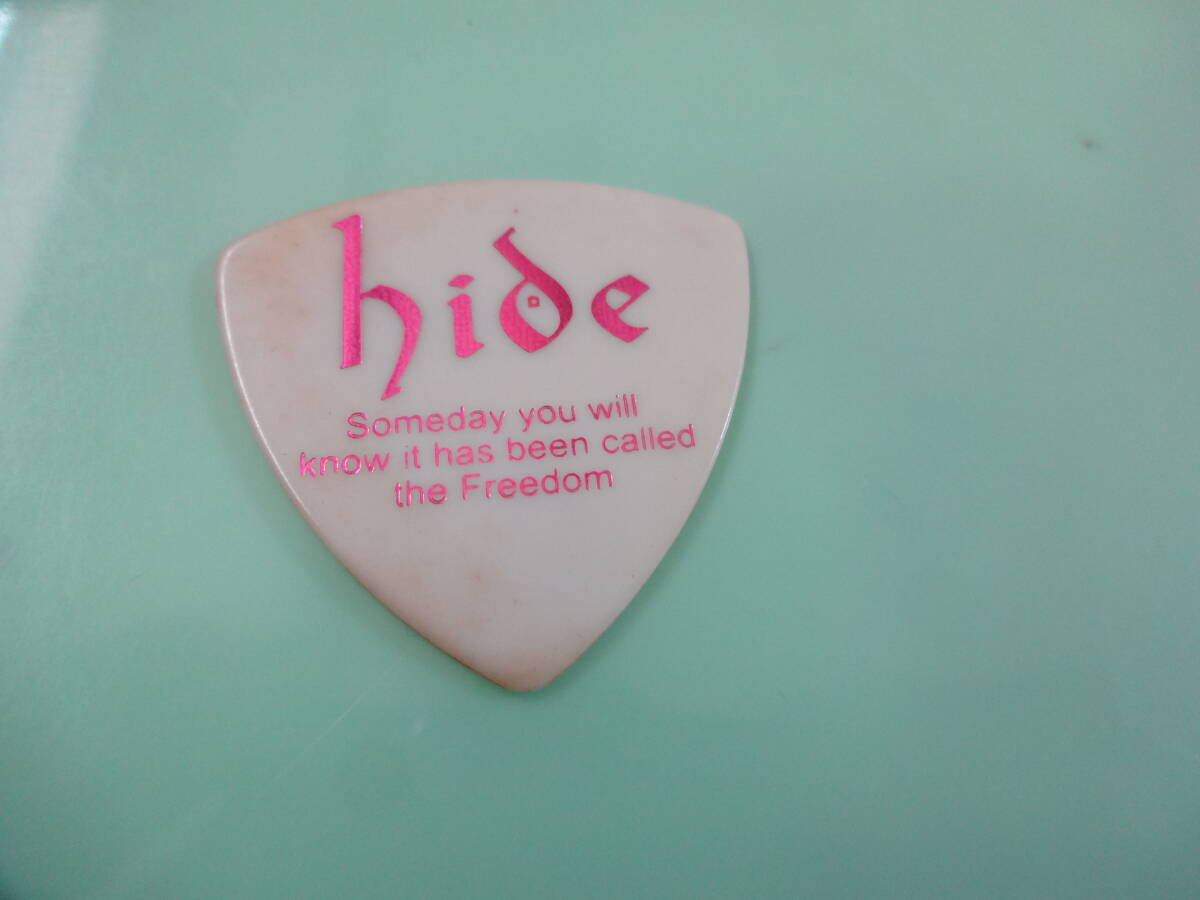 hide
Someday you will
know it has been called
the Freedom